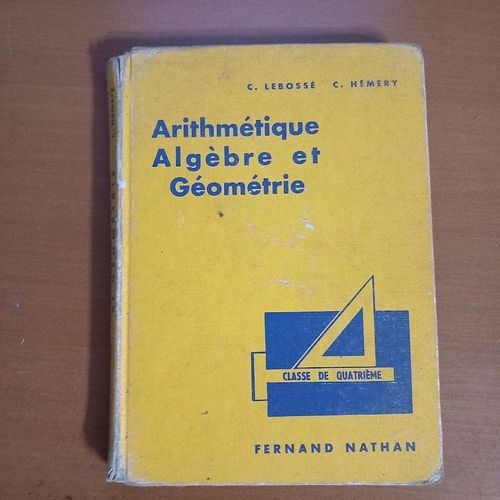 C. LEBOSSÉ C. HÉMERY
Arithmétique
Algèbre et
Géométrie
CLASSE DE QUATRIÈME
FERNAND NATHAN